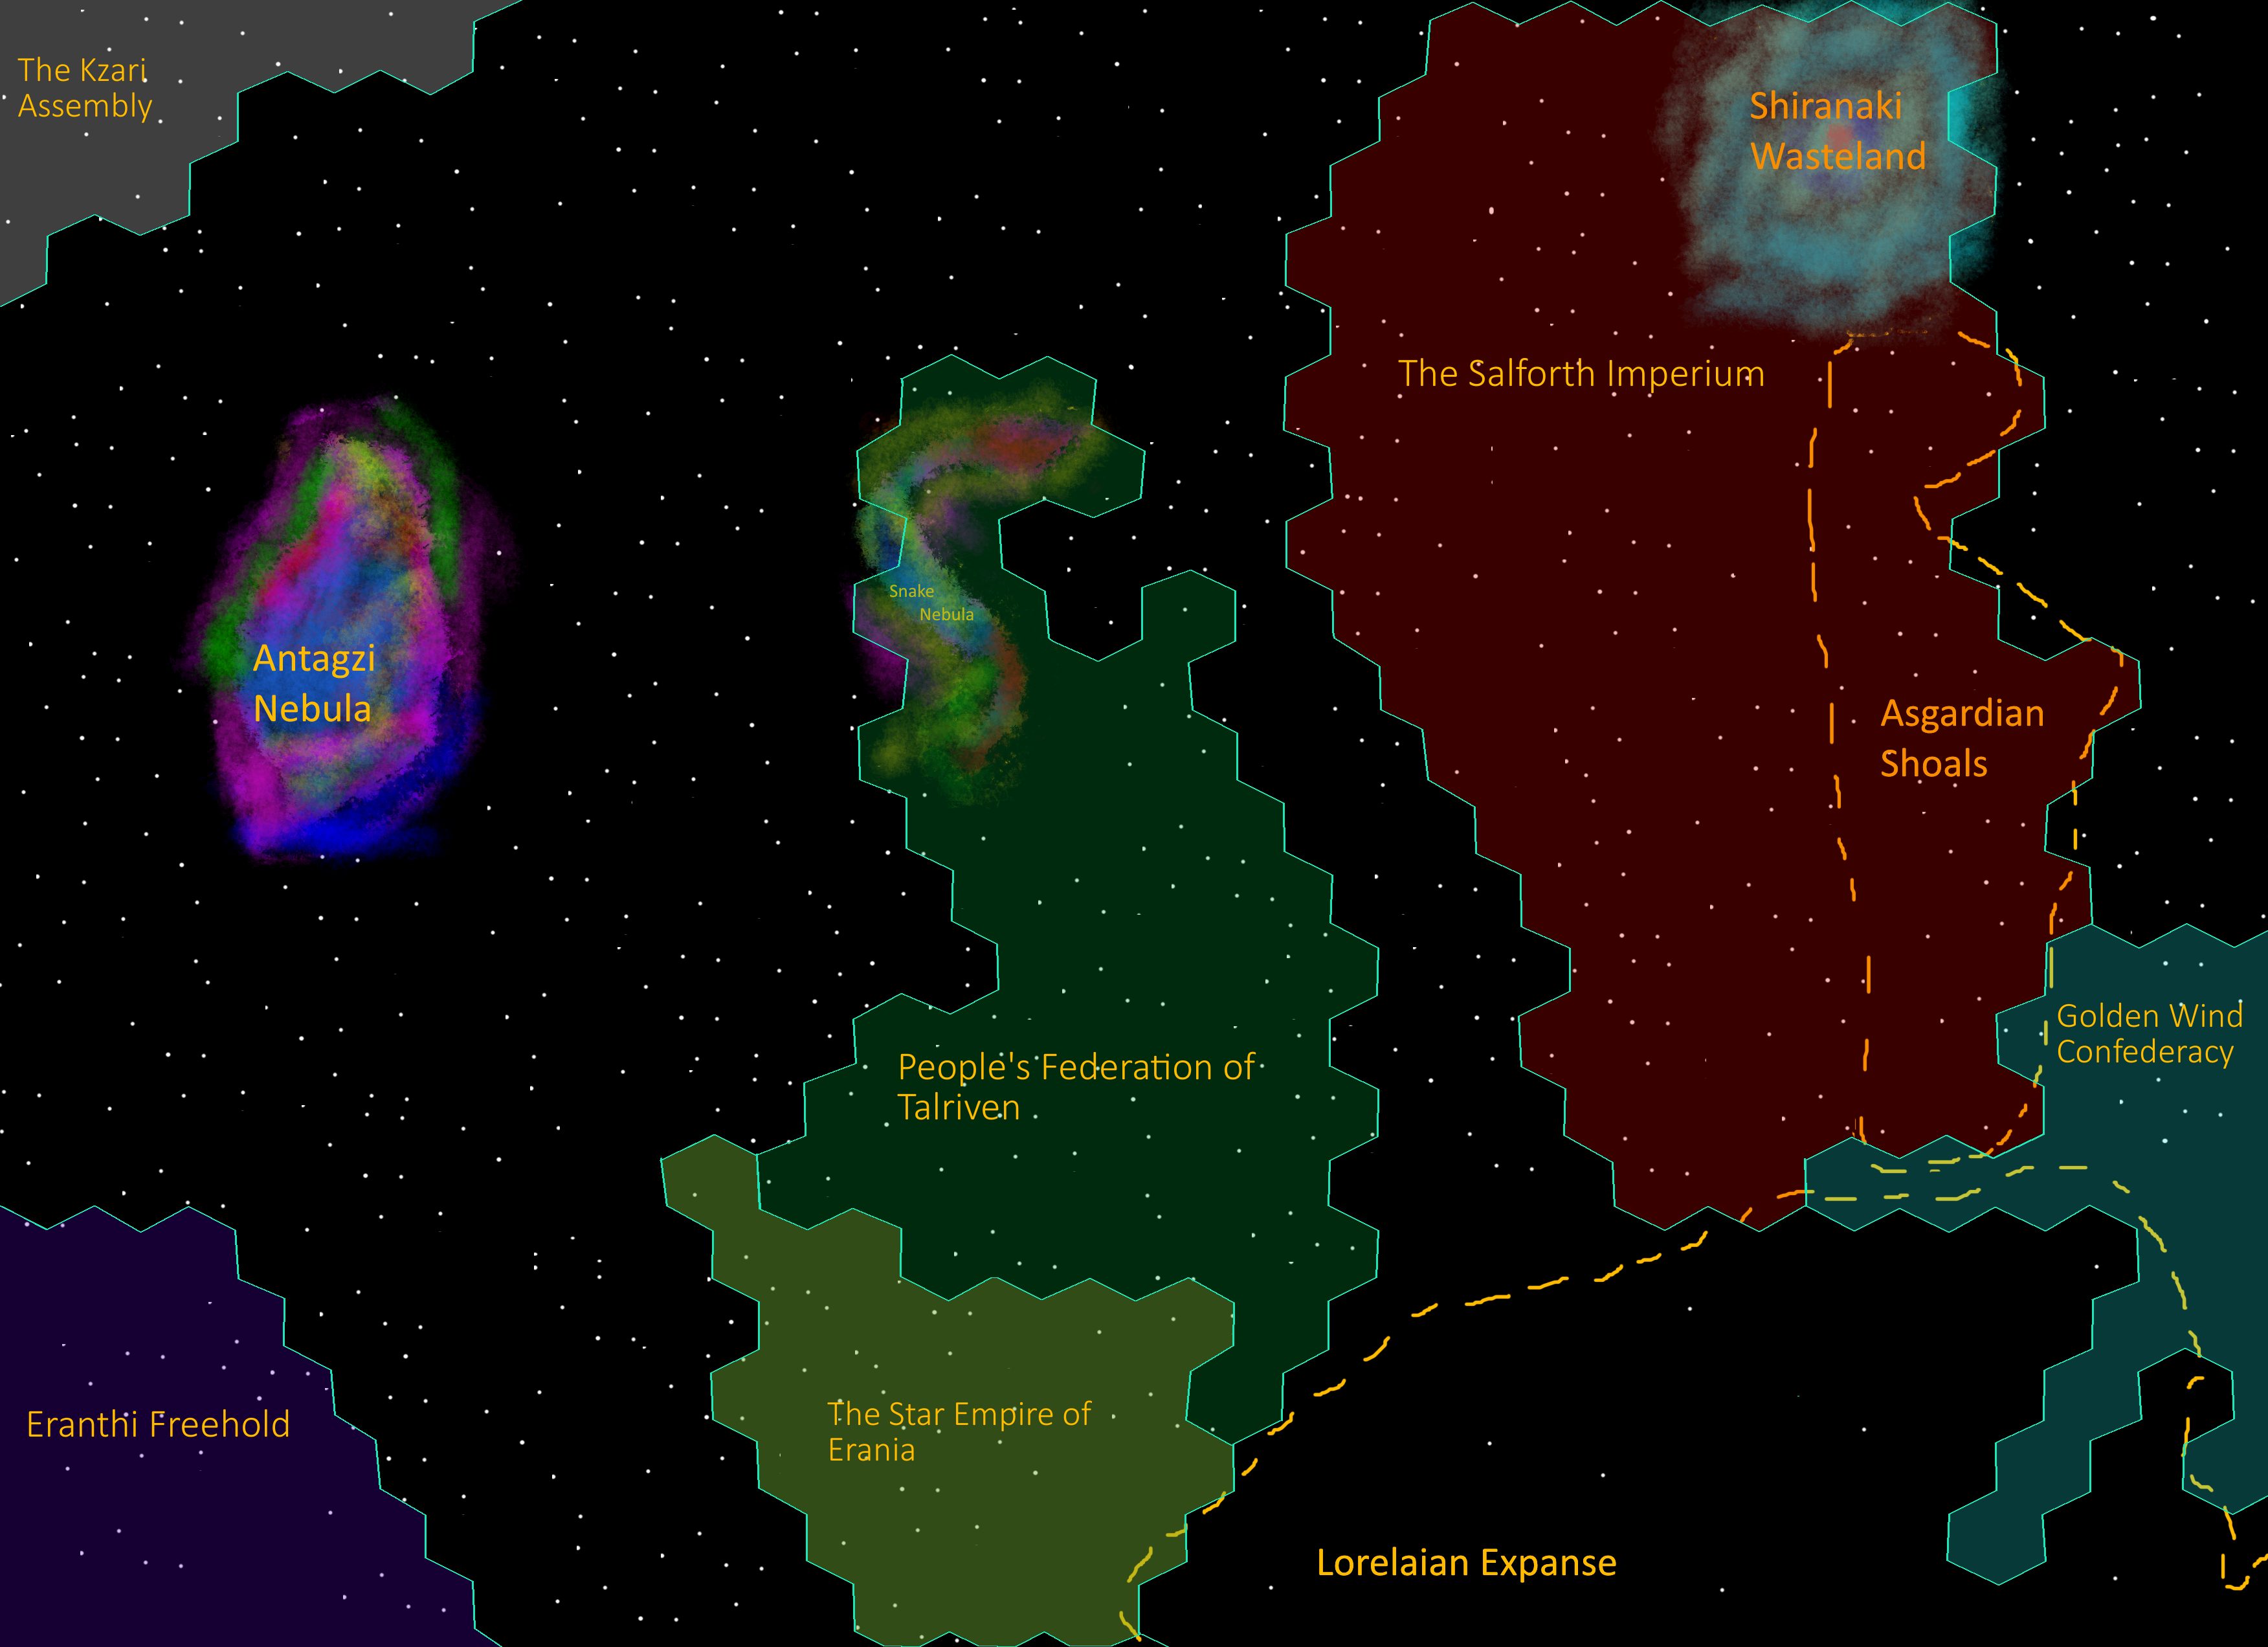 The Kzari
Assembly
Shiranaki
Wasteland
The Salforth Imperium
Snake
Nebula
Antagzi
Nebula
Asgardian
Shoals
Golden Wind
Confederacy
People's Federation of
Talriven
Eranthi Freehold
The Star Empire of
Erania
Lorelaian Expanse